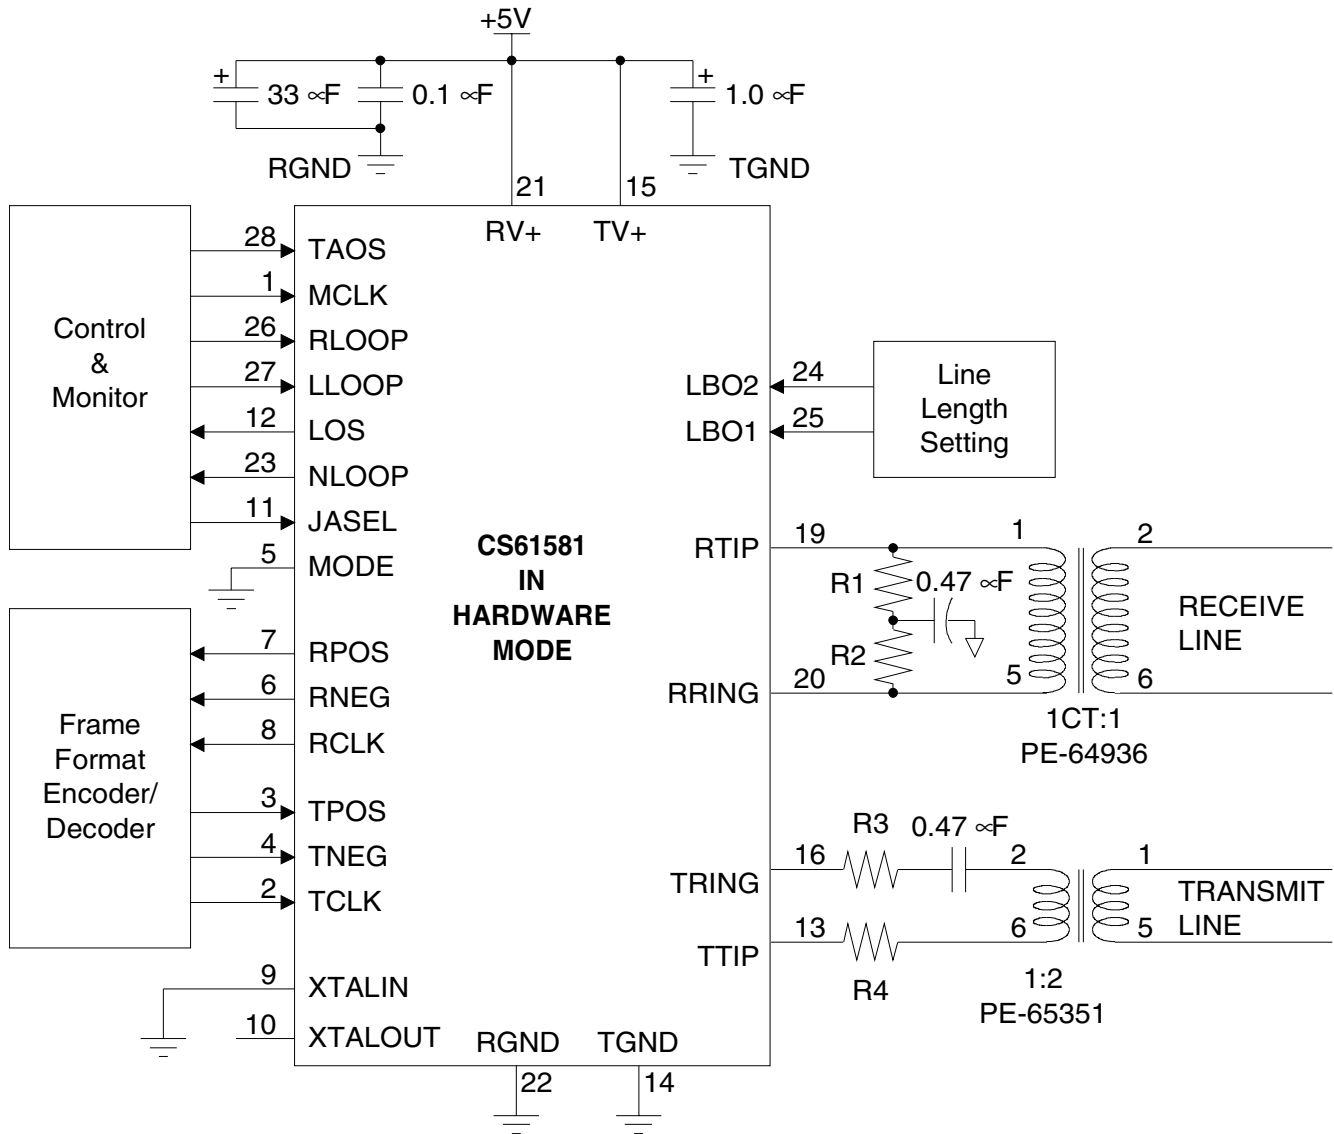 +5V
+ 33 ∝F
0.1 ∝F
+ 1.0 ∝F
RGND
TGND
21
15
RV+
TV+
Control
&
Monitor
28 TAOS
1 MCLK
26 RLOOP
27 LLOOP
12 LOS
23 NLOOP
11 JASEL
5 MODE
Frame
Format
Encoder/
Decoder
7 RPOS
6 RNEG
8 RCLK
3 TPOS
4 TNEG
2 TCLK
9 XTALIN
10 XTALOUT
CS61581
IN
HARDWARE
MODE
RGND
TGND
22
14
LBO2 24
LBO1 25
Line
Length
Setting
RTIP 19
R1
0.47 ∝F
R2
RRING 20
1
2
5
6
RECEIVE
LINE
1CT:1
PE-64936
TRING 16
R3
0.47 ∝F
2
1
TTIP 13
R4
6
5
TRANSMIT
LINE
1:2
PE-65351